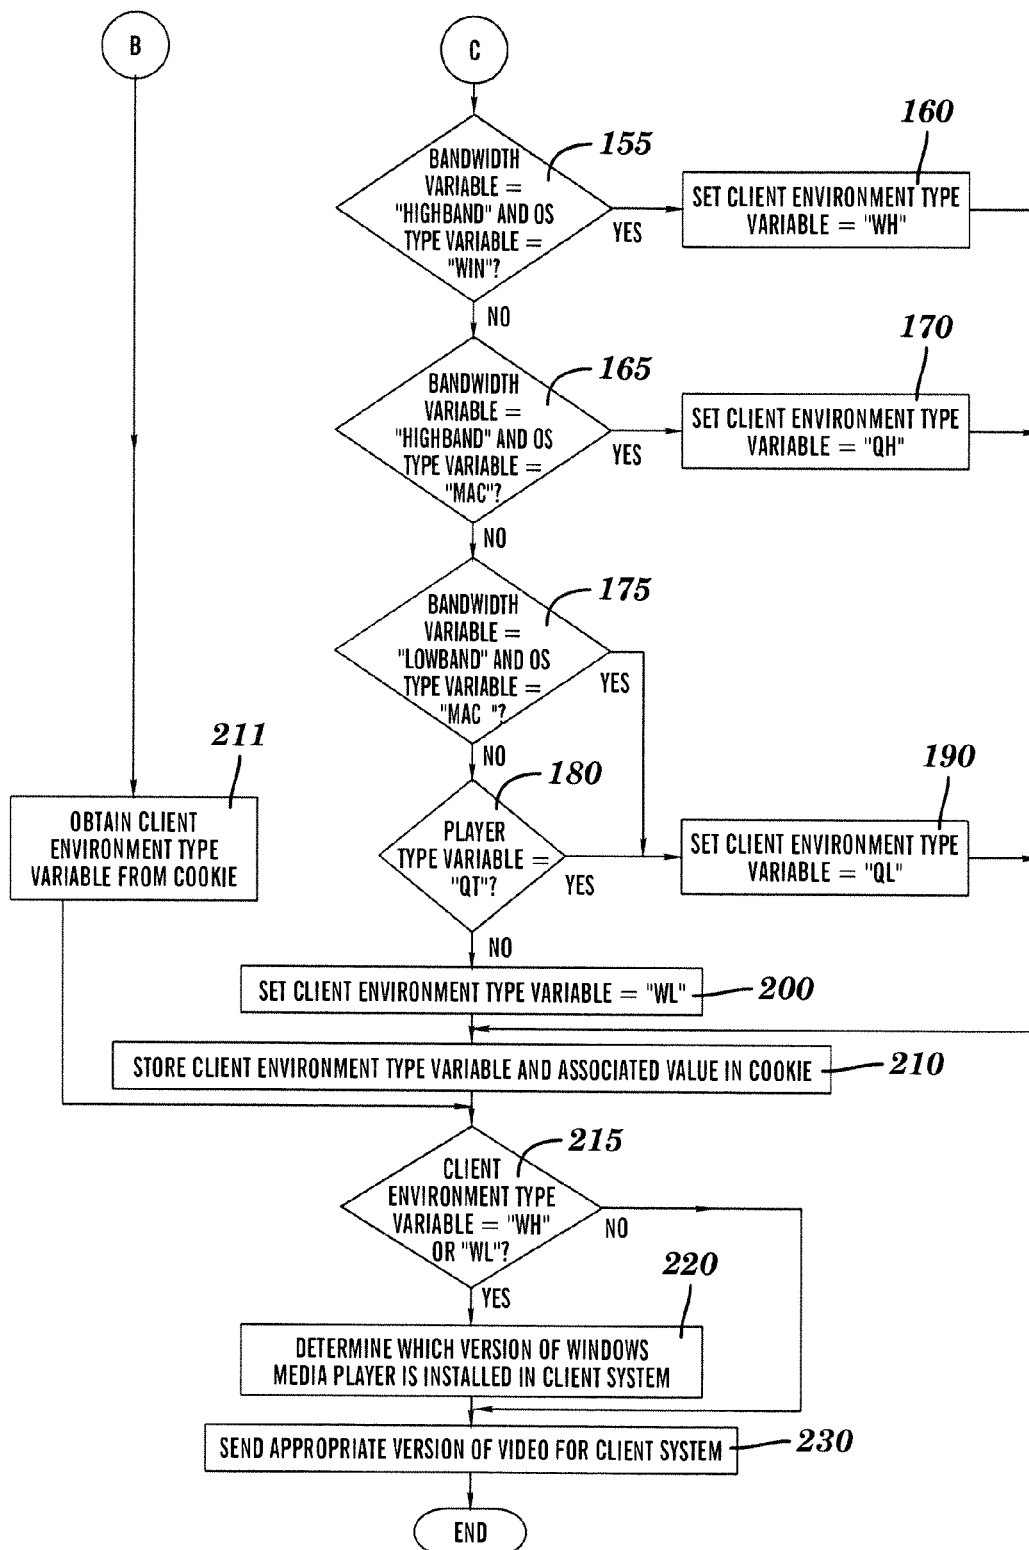 B
C
BANDWIDTH
VARIABLE =
"HIGHBAND" AND OS
TYPE VARIABLE =
"WIN"?
155
YES
NO
160
SET CLIENT ENVIRONMENT TYPE
VARIABLE = "WH"
BANDWIDTH
VARIABLE =
"HIGHBAND" AND OS
TYPE VARIABLE =
"MAC"?
165
YES
NO
170
SET CLIENT ENVIRONMENT TYPE
VARIABLE = "QH"
BANDWIDTH
VARIABLE =
"LOWBAND" AND OS
TYPE VARIABLE =
"MAC "?
175
YES
NO
211
OBTAIN CLIENT
ENVIRONMENT TYPE
VARIABLE FROM COOKIE
PLAYER
TYPE VARIABLE =
"QT"?
180
YES
NO
190
SET CLIENT ENVIRONMENT TYPE
VARIABLE = "QL"
SET CLIENT ENVIRONMENT TYPE VARIABLE = "WL"
200
STORE CLIENT ENVIRONMENT TYPE VARIABLE AND ASSOCIATED VALUE IN COOKIE
210
CLIENT
ENVIRONMENT TYPE
VARIABLE = "WH"
OR "WL"?
215
NO
YES
220
DETERMINE WHICH VERSION OF WINDOWS
MEDIA PLAYER IS INSTALLED IN CLIENT SYSTEM
SEND APPROPRIATE VERSION OF VIDEO FOR CLIENT SYSTEM
230
END